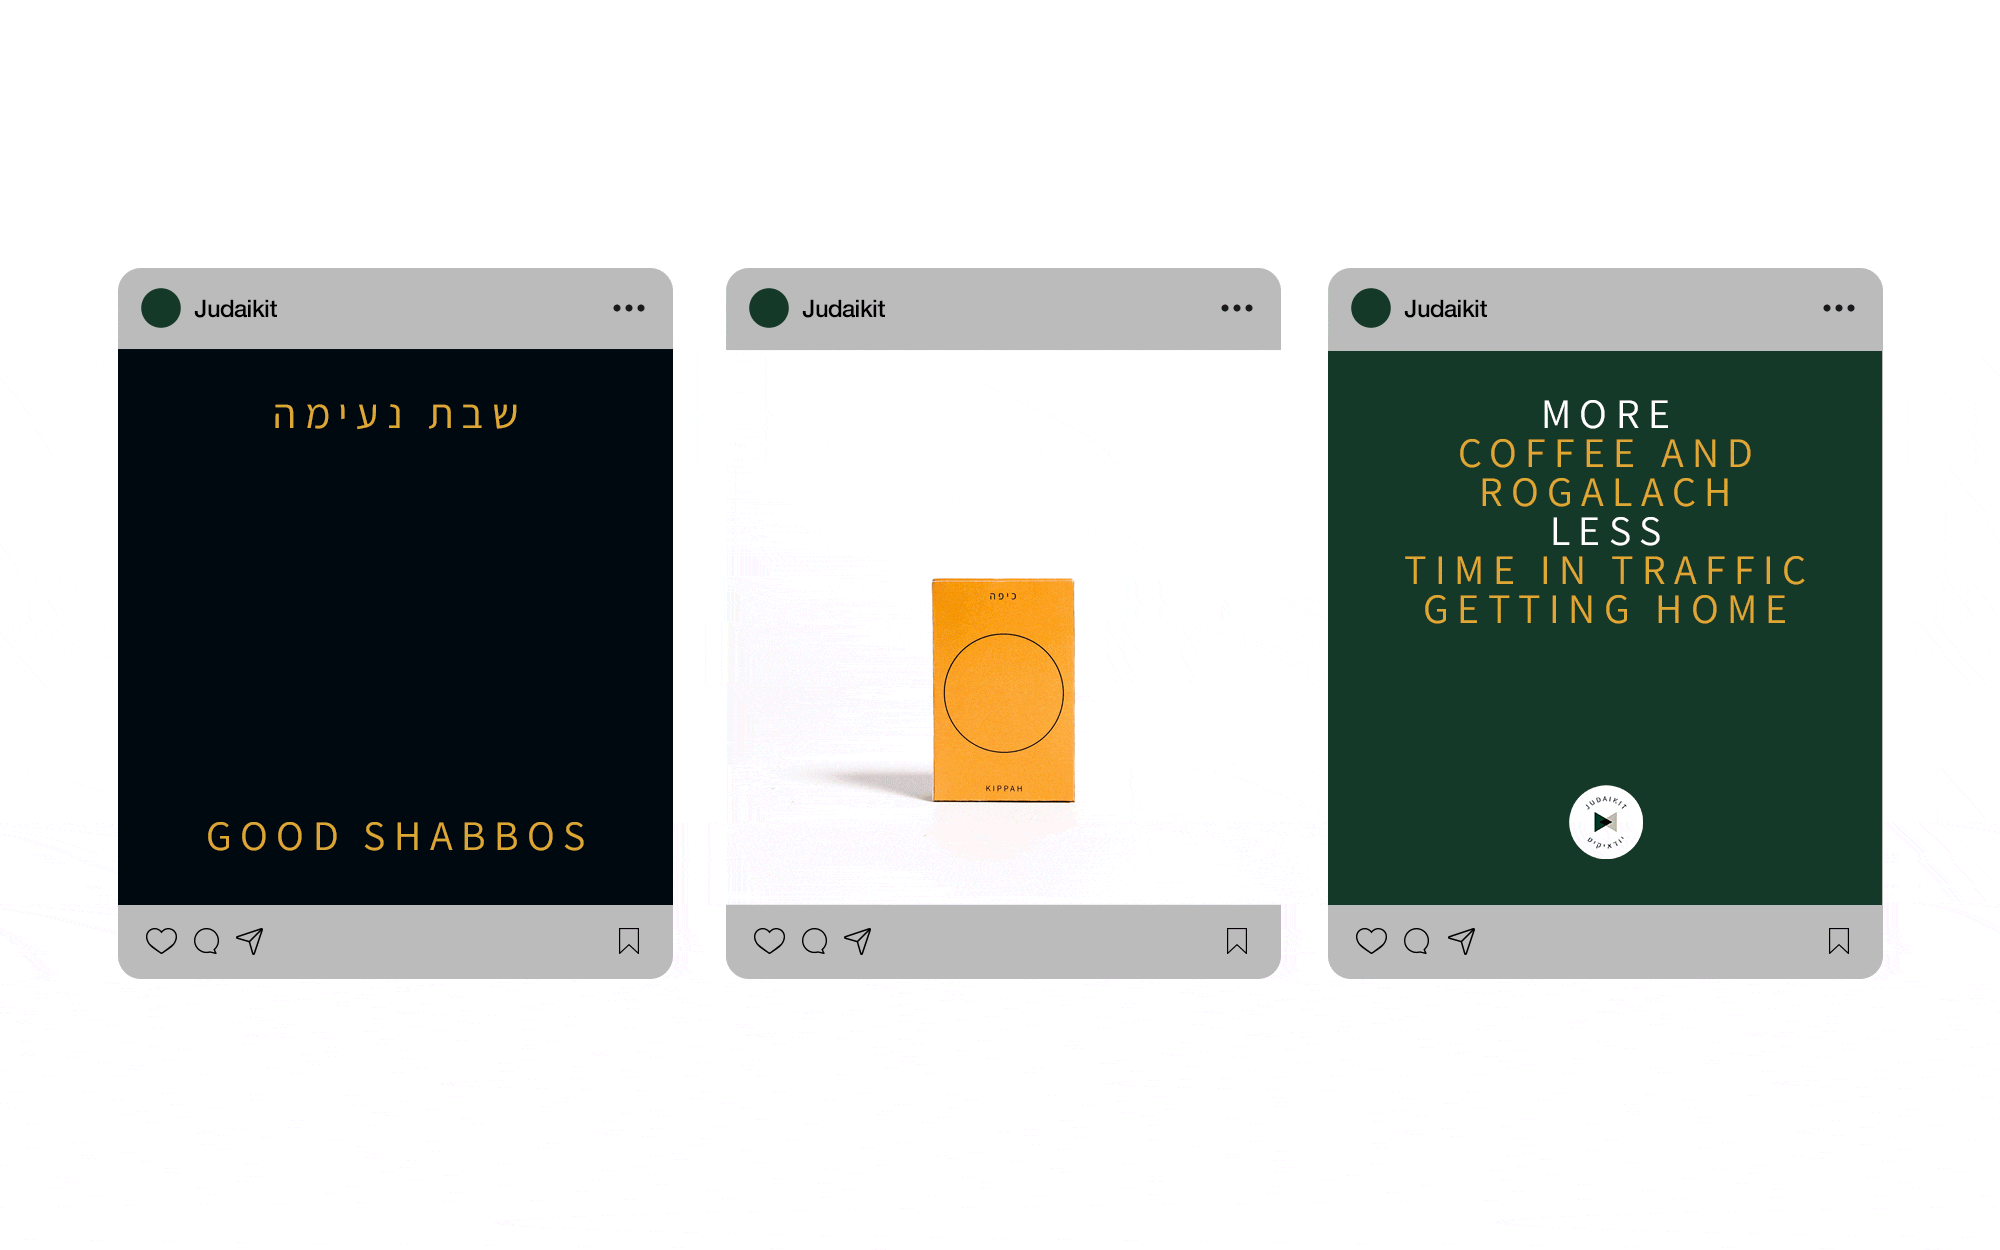 Judaikit
שבת נעימה
GOOD SHABBOS
Judaikit
כיפה
KIPPAH
Judaikit
MORE
COFFEE AND
ROGALACH
LESS
TIME IN TRAFFIC
GETTING HOME
JUDAIKIT
יודאיקיט